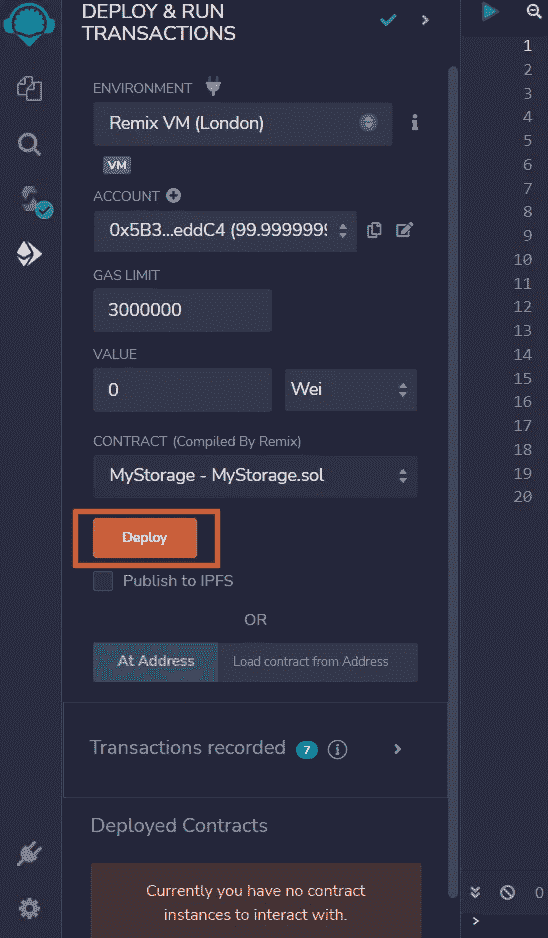 DEPLOY & RUN
TRANSACTIONS
ENVIRONMENT
Remix VM (London)
VM
ACCOUNT
0x5B3...eddC4 (99.9999999
GAS LIMIT
3000000
VALUE
0 Wei
CONTRACT (Compiled By Remix)
MyStorage - MyStorage.sol
Deploy
Publish to IPFS
OR
At Address Load contract from Address
Transactions recorded 7 i
Deployed Contracts
Currently you have no contract
instances to interact with.
1
2
3
4
5
6
7
8
9
10
11
12
13
14
15
16
17
18
19
20
0
>